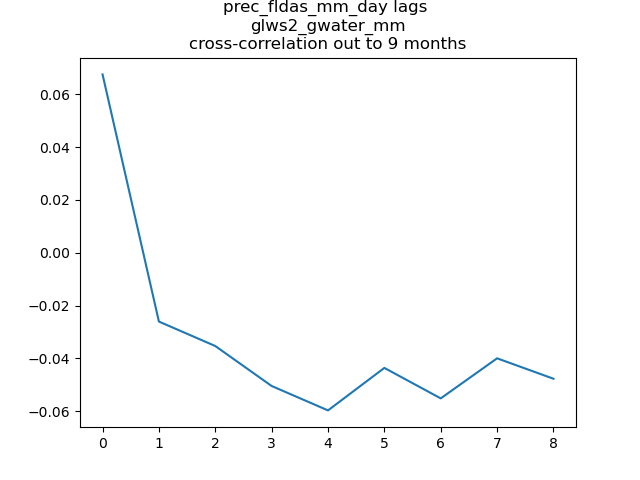 prec_fldas_mm_day lags
glws2_gwater_mm
cross-correlation out to 9 months
0.06
0.04
0.02
0.00
−0.02
−0.04
−0.06
0 1 2 3 4 5 6 7 8